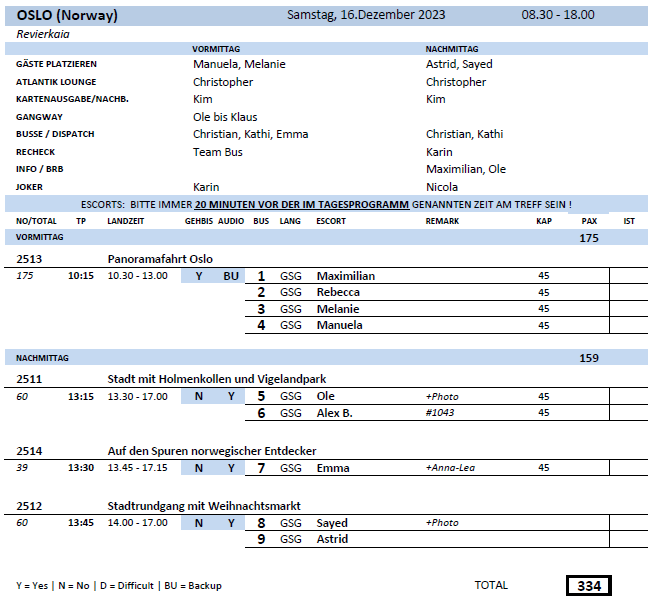 OSLO (Norway) Samstag, 16.Dezember 2023 08.30 - 18.00
Revierkaia
VORMITTAG NACHMITTAG
GÄSTE PLATZIEREN Manuela, Melanie Astrid, Sayed
ATLANTIK LOUNGE Christopher Christopher
KARTENAUSGABE/NACHB. Kim Kim
GANGWAY Ole bis Klaus
BUSSE / DISPATCH Christian, Kathi, Emma Christian, Kathi
RECHECK Team Bus Karin
INFO / BRB Maximilian, Ole
JOKER Karin Nicola
ESCORTS: BITTE IMMER 20 MINUTEN VOR DER IM TAGESPROGRAMM GENANNTEN ZEIT AM TREFF SEIN !
NO/TOTAL TP LANDZEIT GEHBIS AUDIO BUS LANG ESCORT REMARK KAP PAX IST
VORMITTAG 175
2513 Panoramafahrt Oslo
175 10:15 10.30 - 13.00 Y BU 1 GSG Maximilian 45
2 GSG Rebecca 45
3 GSG Melanie 45
4 GSG Manuela 45
NACHMITTAG 159
2511 Stadt mit Holmenkollen und Vigelandpark
60 13:15 13.30 - 17.00 N Y 5 GSG Ole +Photo 45
6 GSG Alex B. #1043 45
2514 Auf den Spuren norwegischer Entdecker
39 13:30 13.45 - 17.15 N Y 7 GSG Emma +Anna-Lea 45
2512 Stadtrundgang mit Weihnachtsmarkt
60 13:45 14.00 - 17.00 N Y 8 GSG Sayed +Photo
9 GSG Astrid
Y = Yes | N = No | D = Difficult | BU = Backup TOTAL 334